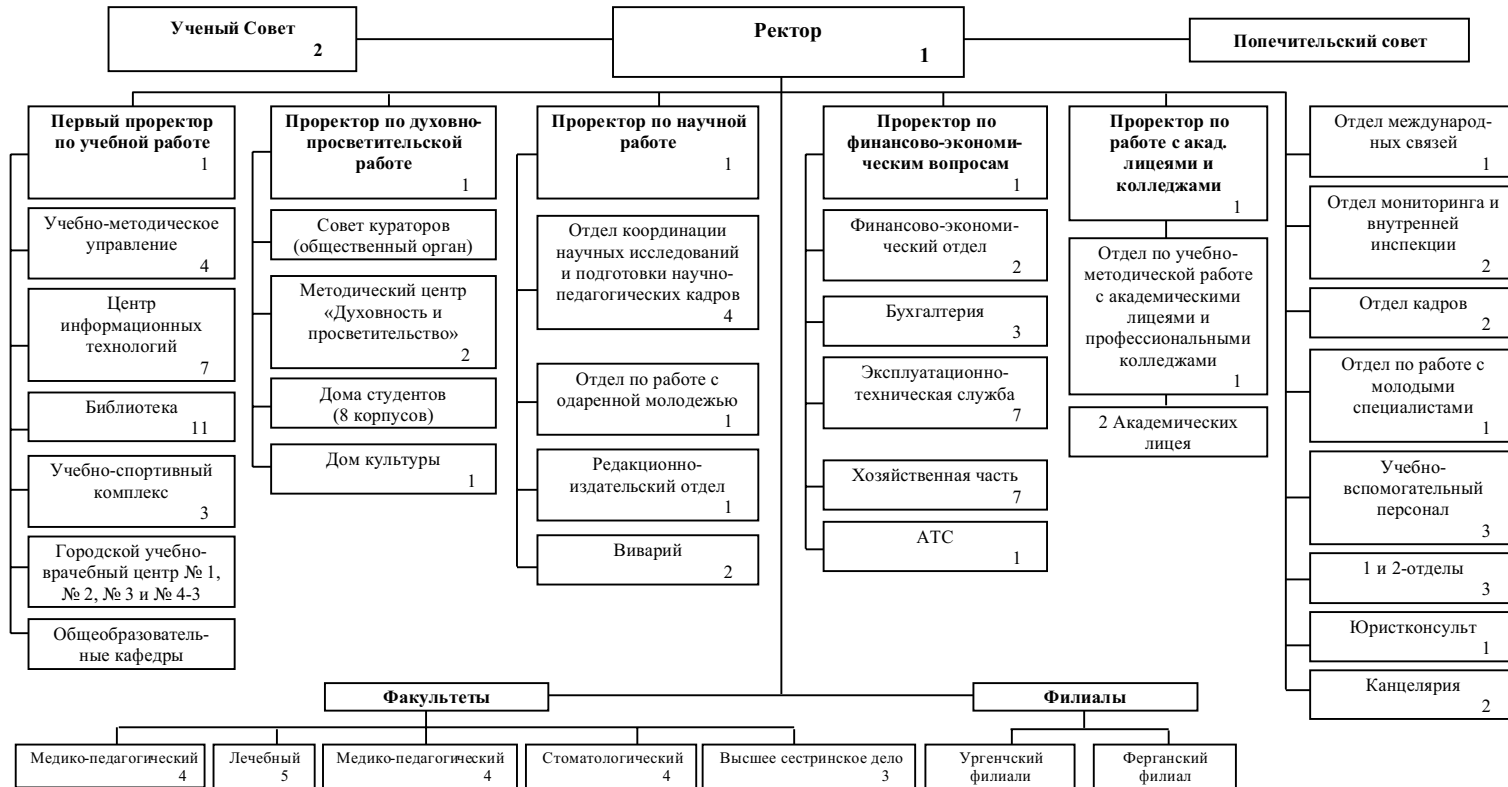 Ученый Совет
2
Ректор
1
Попечительский совет
Первый проректор
по учебной работе
1
Учебно-методическое
управление
4
Центр
информационных
технологий
7
Библиотека
11
Учебно-спортивный
комплекс
3
Городской учебно-
врачебный центр № 1,
№ 2, № 3 и № 4-3
Общеобразователь-
ные кафедры
Проректор по духовно-
просветительской
работе
1
Совет кураторов
(общественный орган)
Методический центр
«Духовность и
просветительство»
2
Дома студентов
(8 корпусов)
Дом культуры
1
Проректор по научной
работе
1
Отдел координации
научных исследований
и подготовки научно-
педагогических кадров
4
Отдел по работе с
одаренной молодежью
1
Редакционно-
издательский отдел
1
Виварий
2
Проректор по
финансово-экономи-
ческим вопросам
1
Финансово-экономи-
ческий отдел
2
Бухгалтерия
3
Эксплуатационно-
техническая служба
7
Хозяйственная часть
7
АТС
1
Проректор по
работе с акад.
лицеями и
колледжами
1
Отдел по учебно-
методической работе
с академическими
лицеями и
профессиональными
колледжами
1
2 Академических
лицея
Отдел международ-
ных связей
1
Отдел мониторинга и
внутренней
инспекции
2
Отдел кадров
2
Отдел по работе с
молодыми
специалистами
1
Учебно-
вспомогательный
персонал
3
1 и 2-отделы
3
Юристконсульт
1
Канцелярия
2
Факультеты
Медико-педагогический
4
Лечебный
5
Медико-педагогический
4
Стоматологический
4
Высшее сестринское дело
3
Филиалы
Ургенчский
филиали
Ферганский
филиал